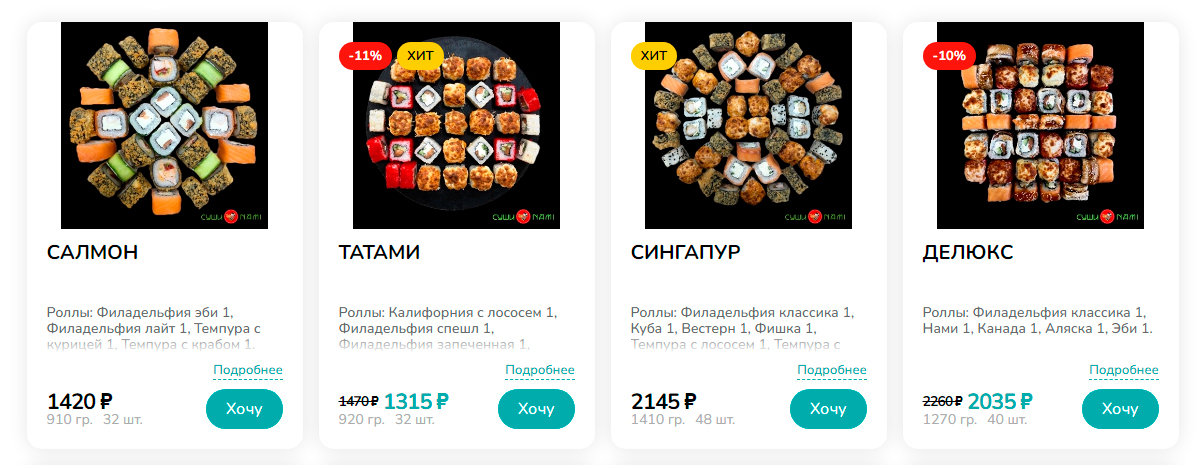 СУШИ NAMI
САЛМОН
Роллы: Филадельфия эби 1,
Филадельфия лайт 1, Темпура с
курицей 1, Темпура с крабом 1.
Подробнее
1420 ₽
910 гр. 32 шт.
Хочу
-11% ХИТ
СУШИ NAMI
ТАТАМИ
Роллы: Калифорния с лососем 1,
Филадельфия спешл 1,
Филадельфия запеченная 1,
Подробнее
1470 ₽ 1315 ₽
920 гр. 32 шт.
Хочу
ХИТ
СУШИ NAMI
СИНГАПУР
Роллы: Филадельфия классика 1,
Куба 1, Вестерн 1, Фишка 1,
Темпура с лососем 1, Темпура с
Подробнее
2145 ₽
1410 гр. 48 шт.
Хочу
-10%
СУШИ NAMI
ДЕЛЮКС
Роллы: Филадельфия классика 1,
Нами 1, Канада 1, Аляска 1, Эби 1.
Подробнее
2260 ₽ 2035 ₽
1270 гр. 40 шт.
Хочу